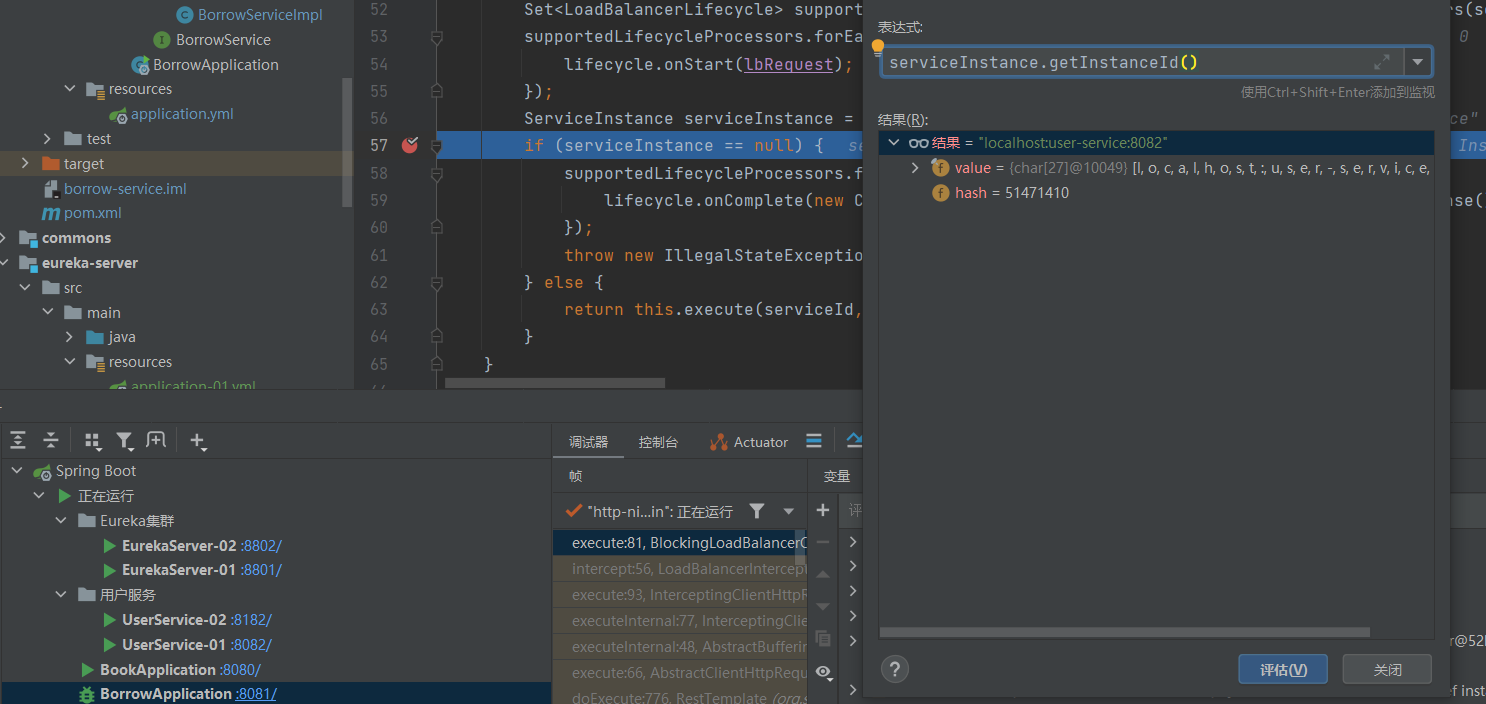 BorrowServiceImpl
BorrowService
BorrowApplication
resources
application.yml
test
target
borrow-service.iml
pom.xml
commons
eureka-server
src
main
java
resources
application-01.yml
52 Set<LoadBalancerLifecycle> support
53 supportedLifecycleProcessors.forEa
54 lifecycle.onStart(lbRequest);
55 });
56 ServiceInstance serviceInstance =
57 if (serviceInstance == null) { se
58 supportedLifecycleProcessors.f
59 lifecycle.onComplete(new C
60 });
61 throw new IllegalStateExceptio
62 } else {
63 return this.execute(serviceId,
64 }
65 }
表达式:
serviceInstance.getInstanceId()
使用Ctrl+Shift+Enter添加到监视
结果(R):
结果 = "localhost:user-service:8082"
value = {char[27]@10049} [l, o, c, a, l, h, o, s, t, :, u, s, e, r, -, s, e, r, v, i, c, e,
hash = 51471410
评估(V)
关闭
?
rs(s
0
ce"
Ins
nse(
r@52
f inst
Spring Boot
正在运行
Eureka集群
EurekaServer-02 :8802/
EurekaServer-01 :8801/
用户服务
UserService-02 :8182/
UserService-01 :8082/
BookApplication :8080/
BorrowApplication :8081/
调试器 控制台 Actuator
帧 变量
"http-ni...in": 正在运行
评
execute:81, BlockingLoadBalancerC
intercept:56, LoadBalancerIntercept
execute:93, InterceptingClientHttpR
executeInternal:77, InterceptingClie
executeInternal:48, AbstractBufferin
execute:66, AbstractClientHttpRequ
doExecute:776, RestTemplate (org.s